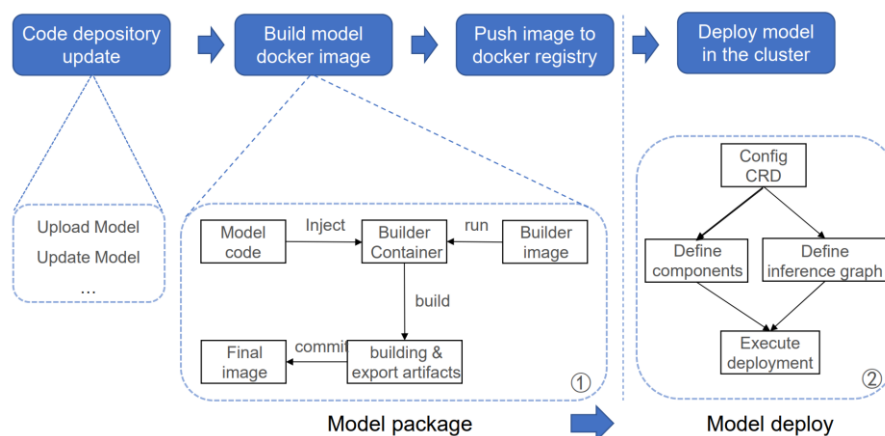 Code depository
update
Build model
docker image
Push image to
docker registry
Deploy model
in the cluster
Upload Model
Update Model
...
Model
code
Inject
Builder
Container
run
Builder
image
build
Final
image
commit
building &
export artifacts
①
Config
CRD
Define
components
Define
inference graph
Execute
deployment
②
Model package
Model deploy